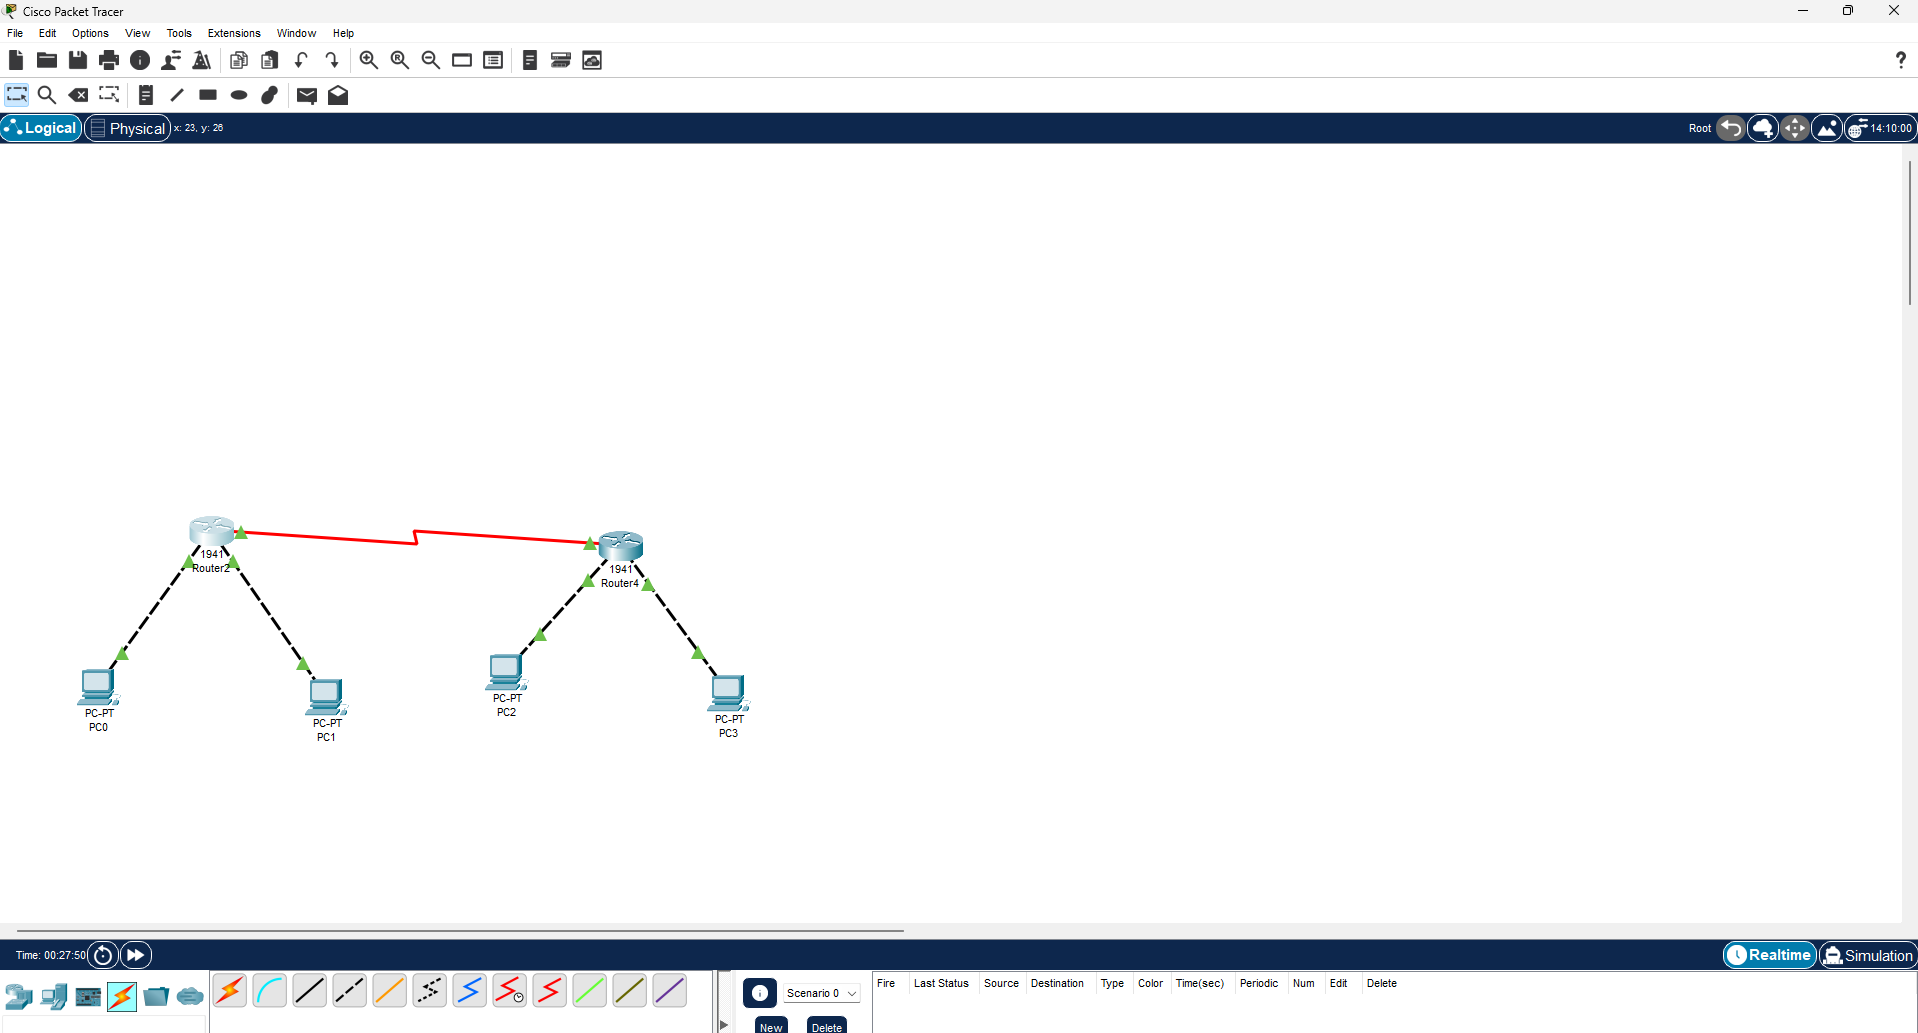 Cisco Packet Tracer
File Edit Options View Tools Extensions Window Help
?
Logical Physical x: 23, y: 26 Root 14:10:00
1941
Router2
1941
Router4
PC-PT
PC0
PC-PT
PC1
PC-PT
PC2
PC-PT
PC3
Time: 00:27:50 Realtime Simulation
Scenario 0
New Delete
Fire Last Status Source Destination Type Color Time(sec) Periodic Num Edit Delete